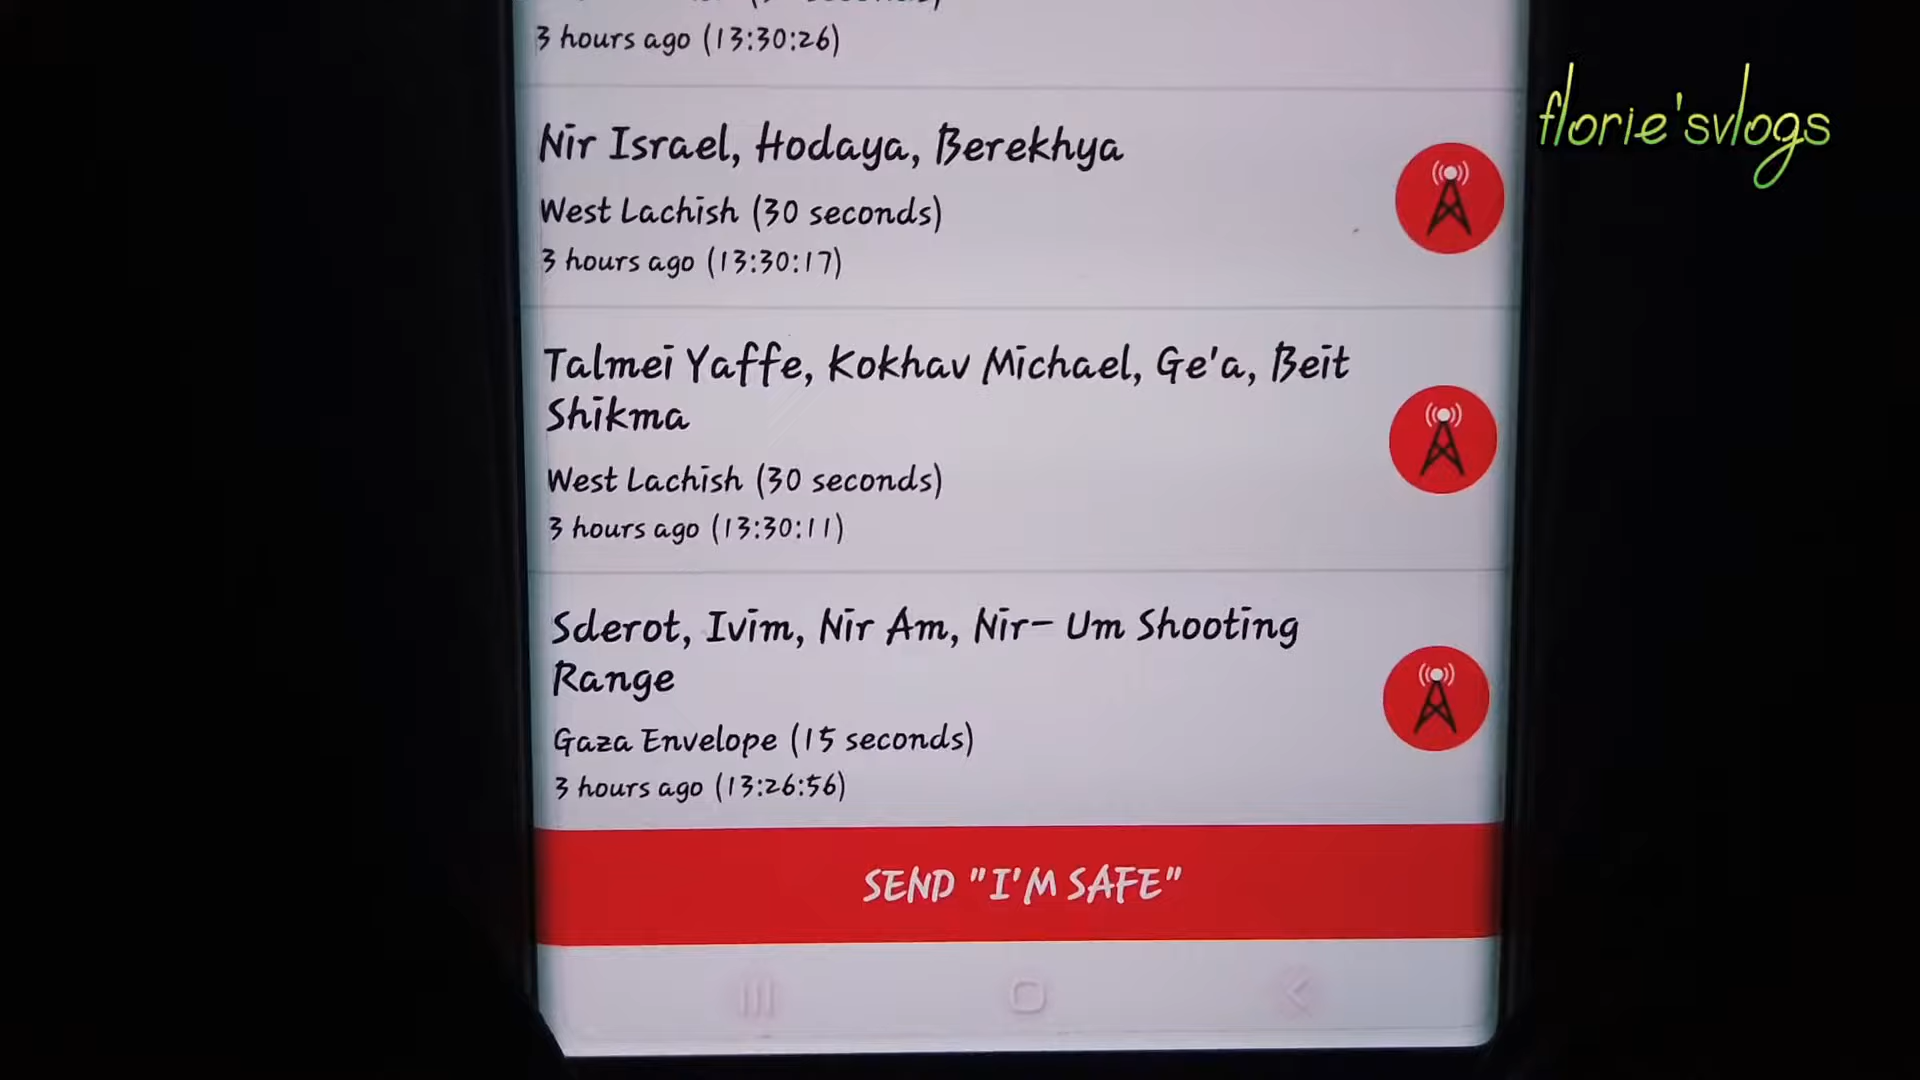 3 hours ago (13:30:26)
florie'svlogs
Nir Israel, Hodaya, Berekhya
West Lachish (30 seconds)
3 hours ago (13:30:17)
Talmei Yaffe, Kokhav Michael, Ge'a, Beit
Shikma
West Lachish (30 seconds)
3 hours ago (13:30:11)
Sderot, Ivim, Nir Am, Nir- Um Shooting
Range
Gaza Envelope (15 seconds)
3 hours ago (13:26:56)
SEND "I'M SAFE"